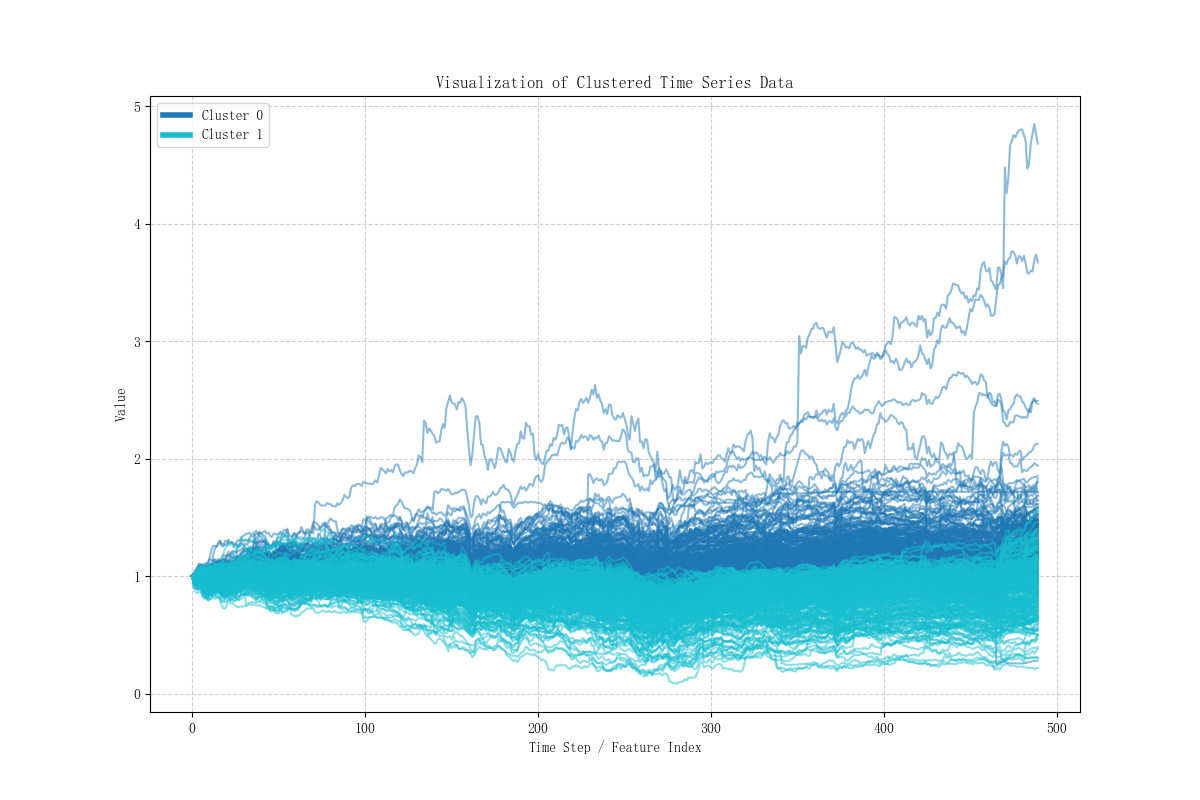 Visualization of Clustered Time Series Data
Cluster 0
Cluster 1
Value
5
4
3
2
1
0
0 100 200 300 400 500
Time Step / Feature Index